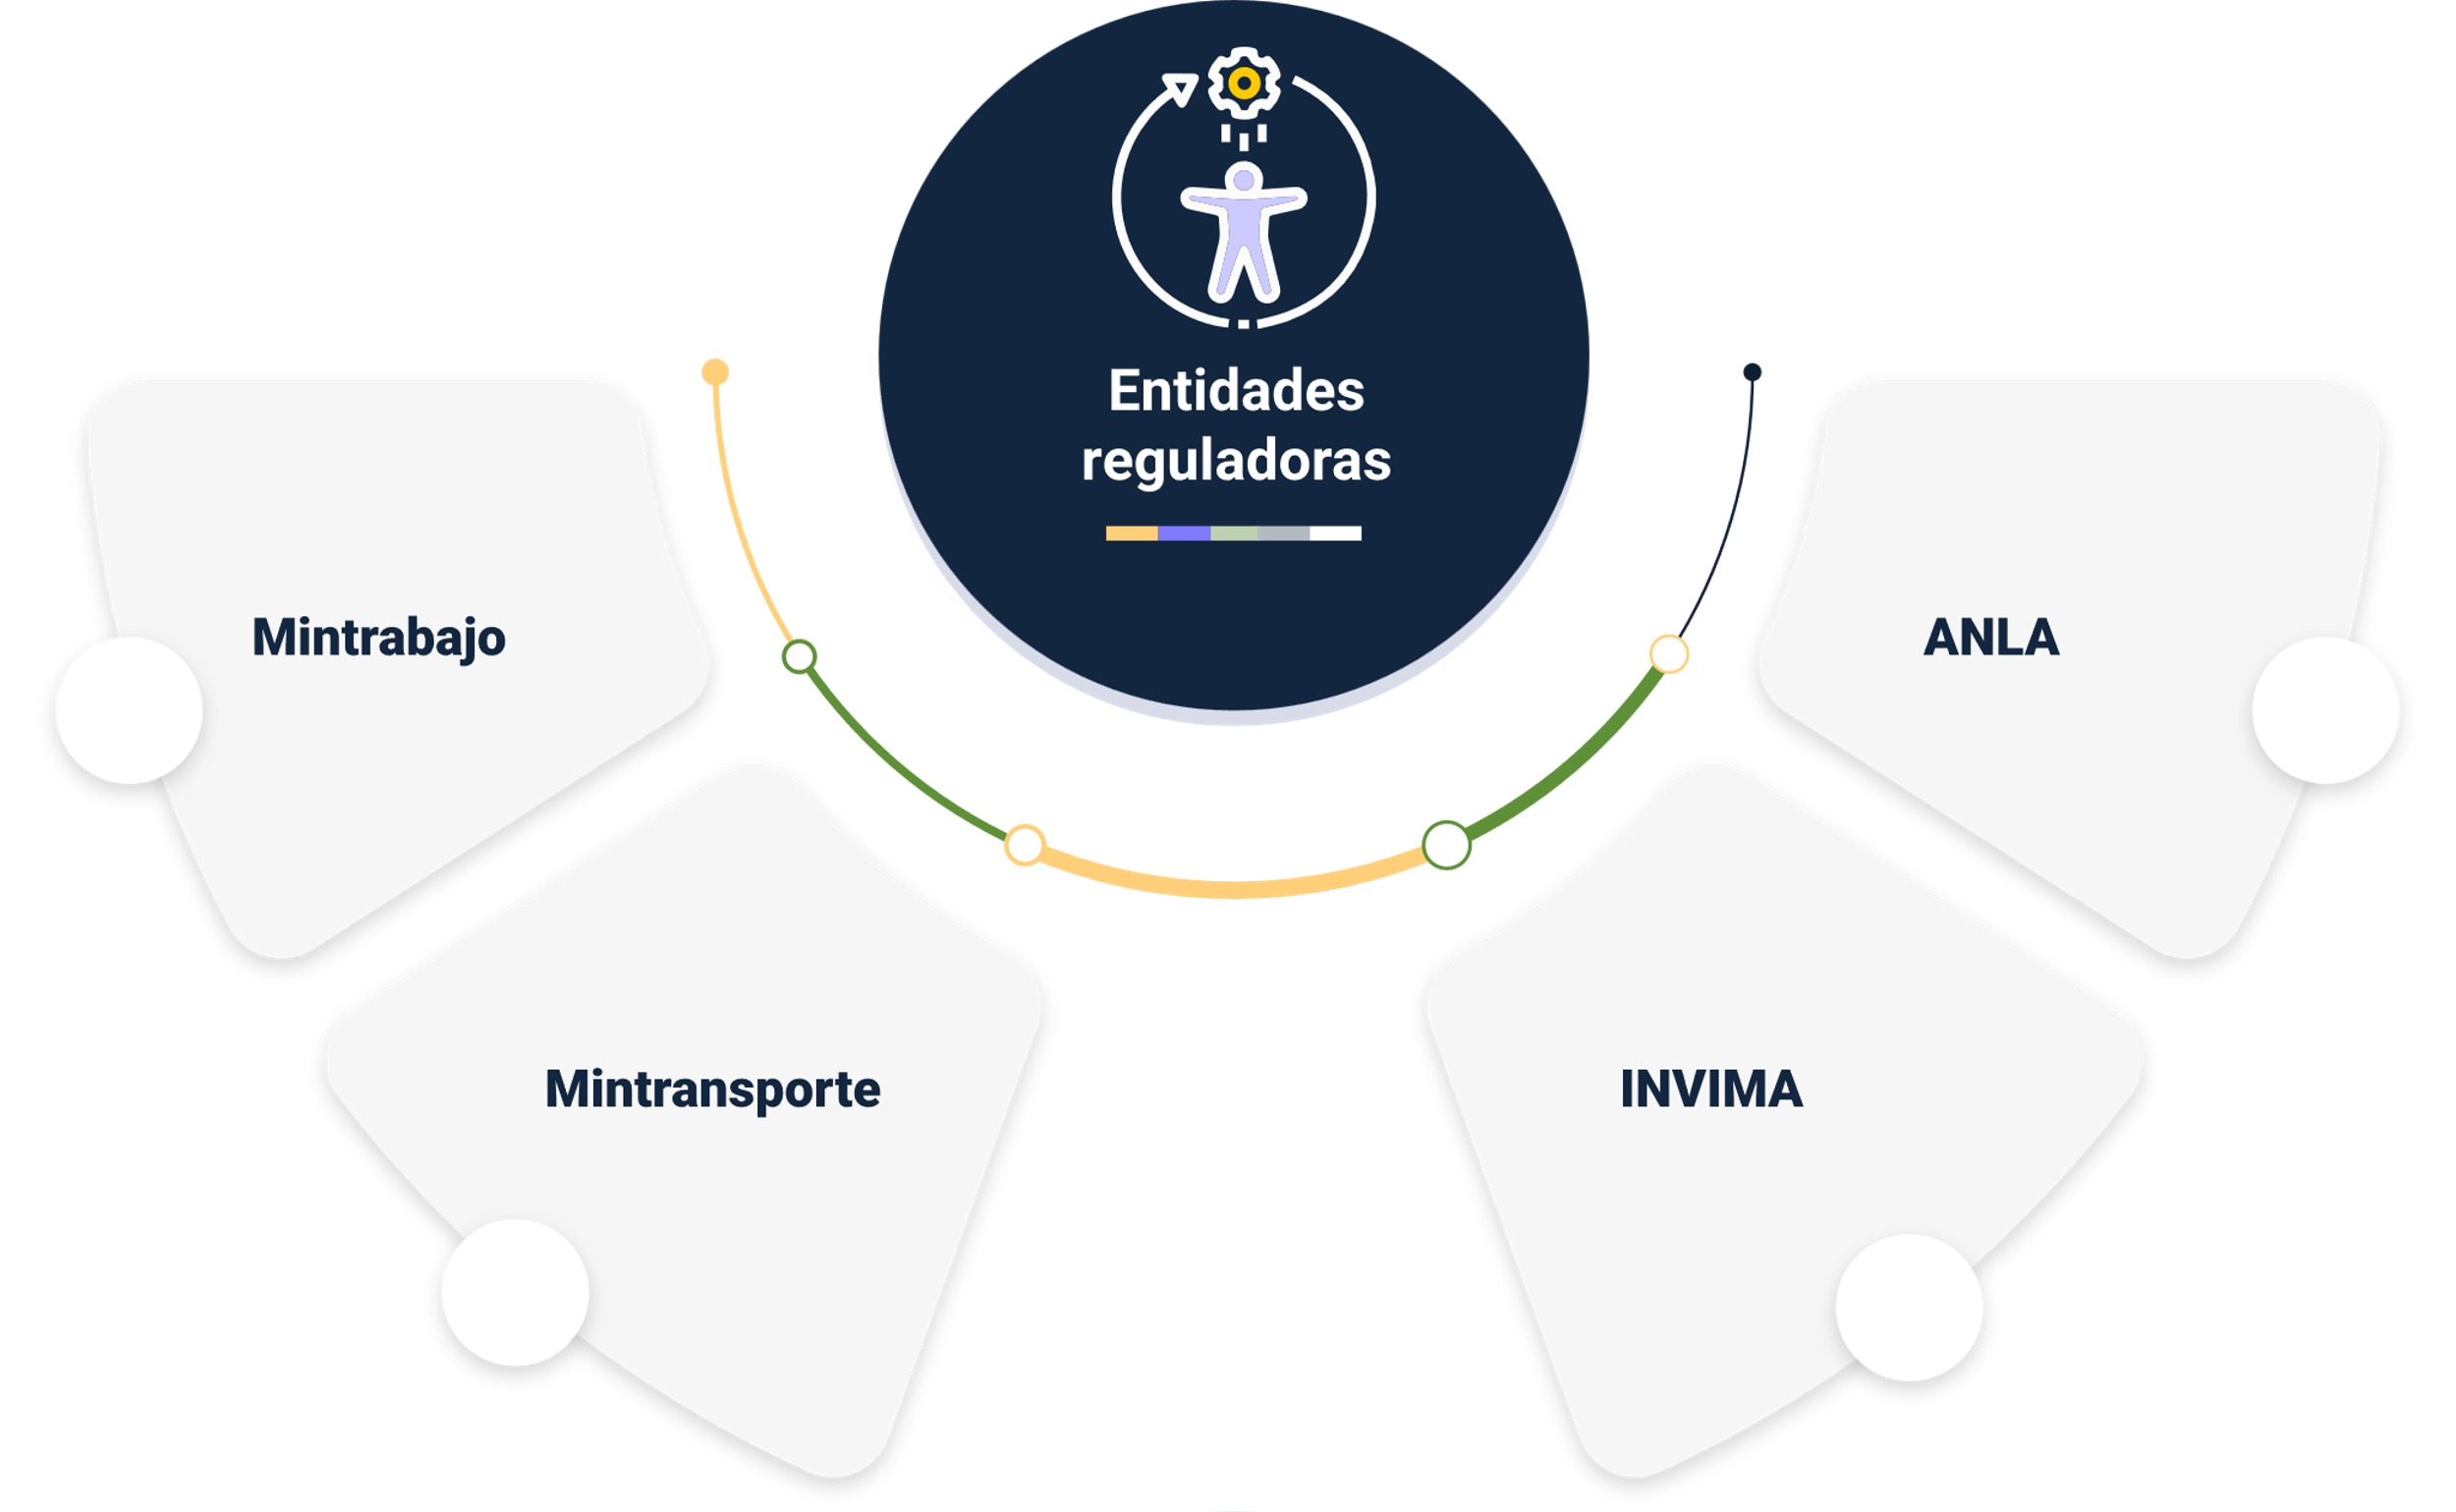 Entidades
reguladoras
Mintrabajo
ANLA
Mintransporte
INVIMA